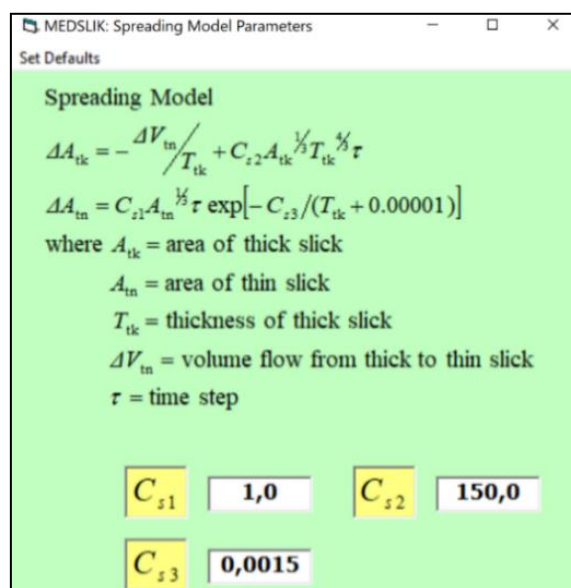 MEDSLIK: Spreading Model Parameters
Set Defaults
Spreading Model
ΔA_tk = − ΔV_tn/T_tk + C_s2 A_tk^⅓ T_tk^4/3 τ
ΔA_tn = C_s1 A_tn^⅓ τ exp[− C_s3/(T_tk + 0.00001)]
where A_tk = area of thick slick
A_tn = area of thin slick
T_tk = thickness of thick slick
ΔV_tn = volume flow from thick to thin slick
τ = time step
C_s1 1,0 C_s2 150,0
C_s3 0,0015